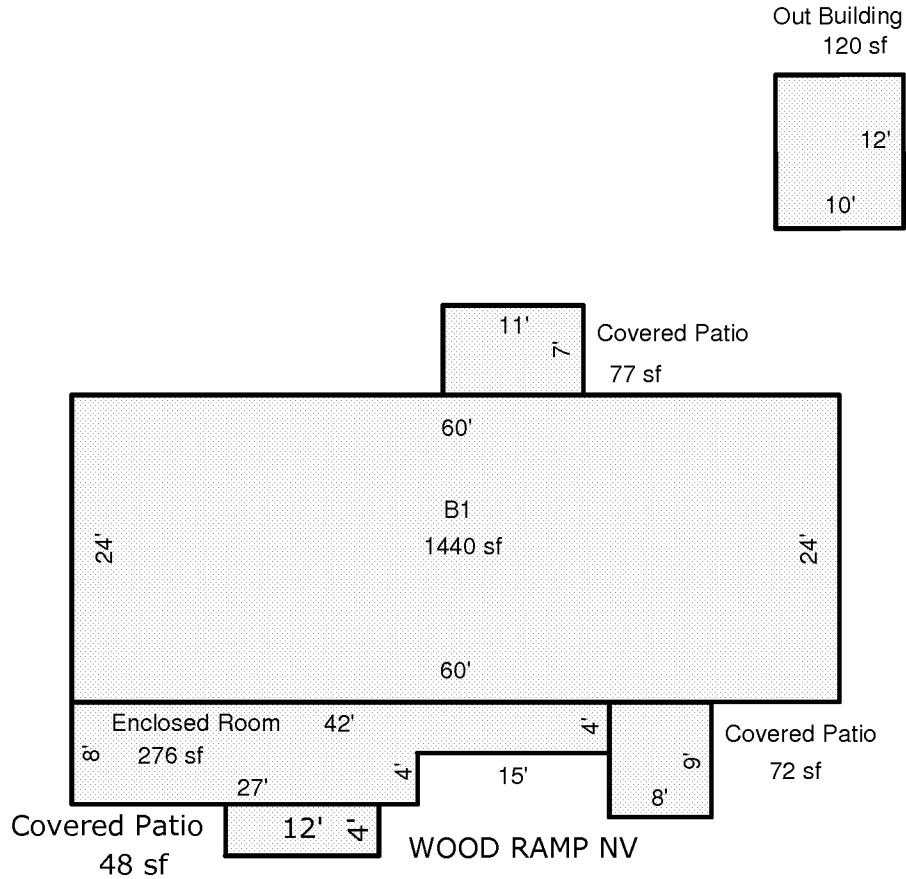 Out Building
120 sf
12'
10'
11'
7'
Covered Patio
77 sf
60'
B1
1440 sf
24'
24'
60'
Enclosed Room
42'
4'
8'
276 sf
27'
4'
15'
9'
8'
Covered Patio
72 sf
Covered Patio
48 sf
12'
4'
WOOD RAMP NV